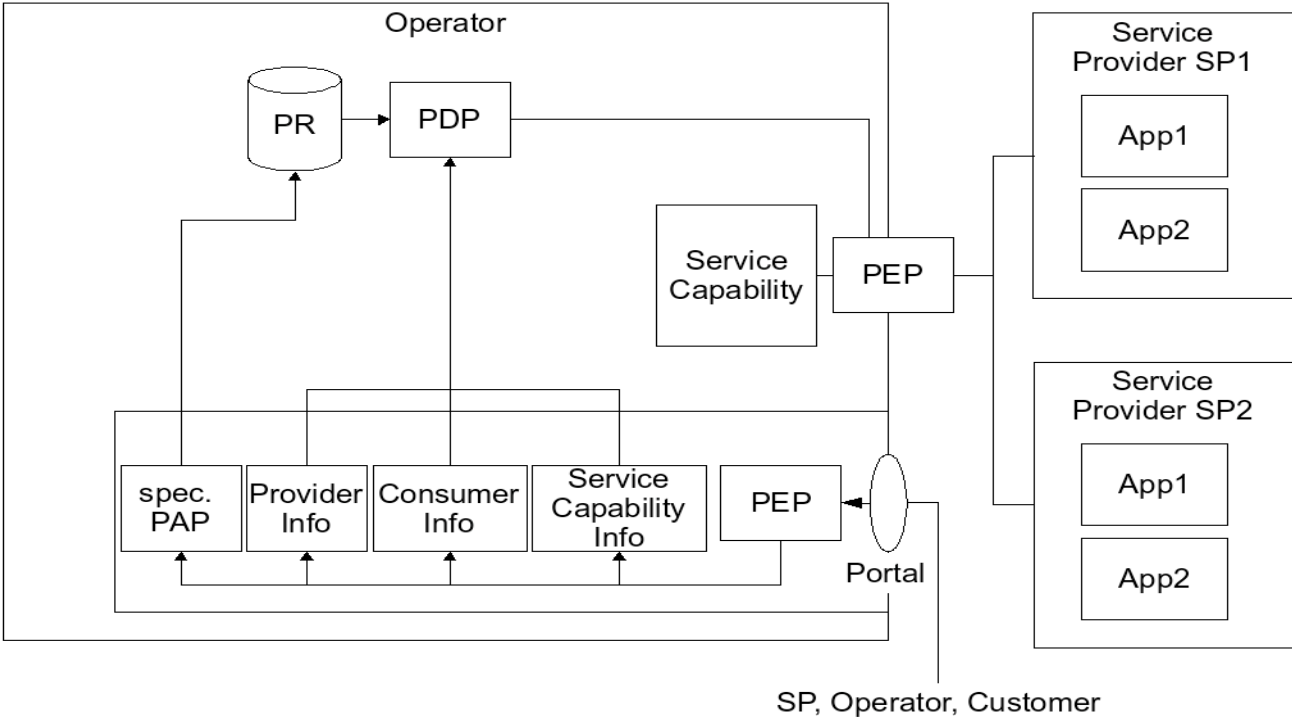 Operator
Service
Provider SP1
PR
PDP
App1
App2
Service
Capability
PEP
Service
Provider SP2
spec.
PAP
Provider
Info
Consumer
Info
Service
Capability
Info
PEP
App1
App2
Portal
SP, Operator, Customer